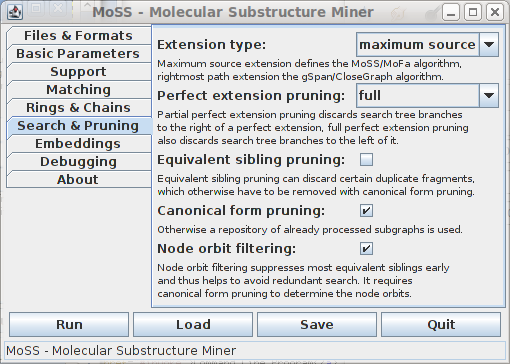 MoSS - Molecular Substructure Miner
Files & Formats
Basic Parameters
Support
Matching
Rings & Chains
Search & Pruning
Embeddings
Debugging
About
Extension type: maximum source
Maximum source extension defines the MoSS/MoFa algorithm,
rightmost path extension the gSpan/CloseGraph algorithm.
Perfect extension pruning: full
Partial perfect extension pruning discards search tree branches
to the right of a perfect extension, full perfect extension pruning
also discards search tree branches to the left of it.
Equivalent sibling pruning:
Equivalent sibling pruning can discard certain duplicate fragments,
which otherwise have to be removed with canonical form pruning.
Canonical form pruning:
Otherwise a repository of already processed subgraphs is used.
Node orbit filtering:
Node orbit filtering suppresses most equivalent siblings early
and thus helps to avoid redundant search. It requires
canonical form pruning to determine the node orbits.
Run Load Save Quit
MoSS - Molecular Substructure Miner